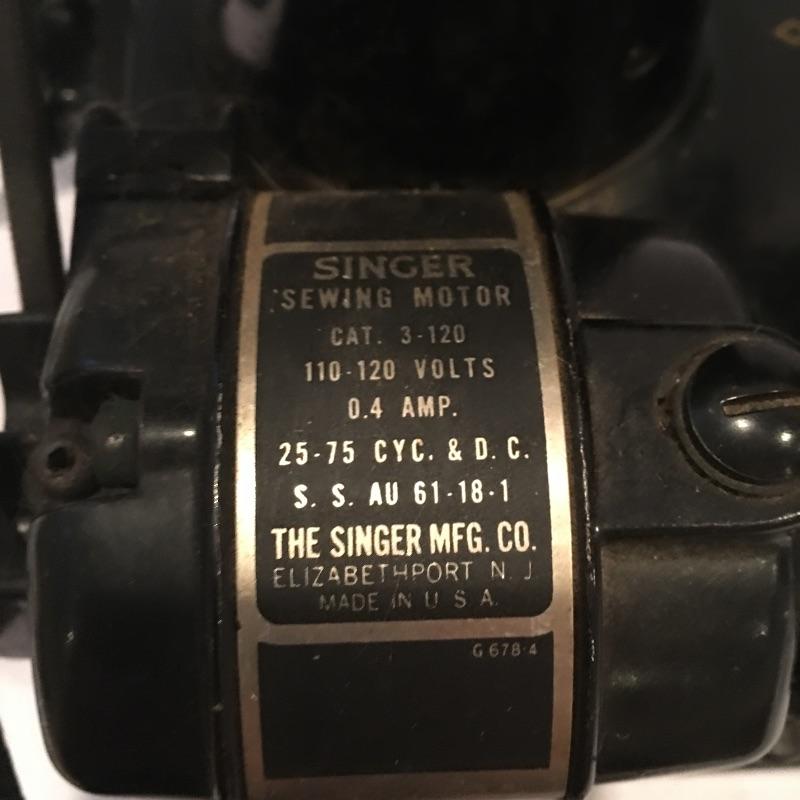 SINGER
SEWING MOTOR
CAT. 3-120
110-120 VOLTS
0.4 AMP.
25-75 CYC. & D. C.
S. S. AU 61-18-1
THE SINGER MFG. CO.
ELIZABETHPORT N. J.
MADE IN U S A.
G 678-4